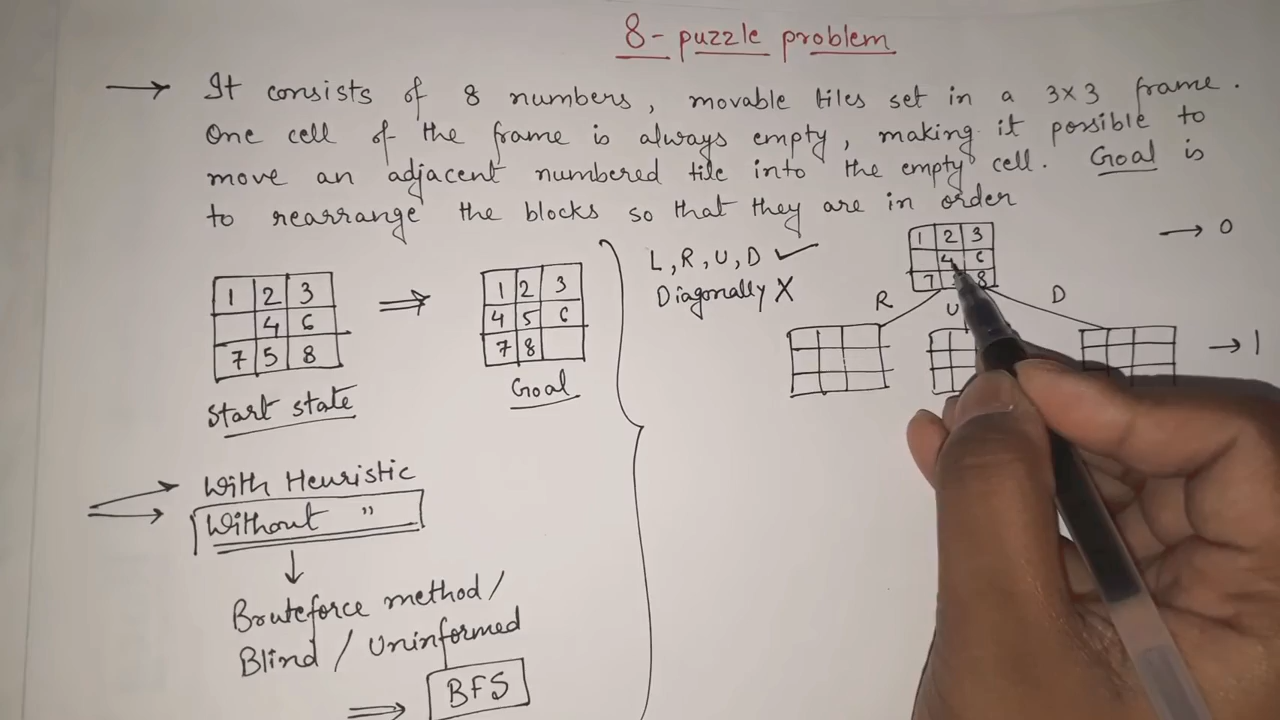 8-puzzle problem
→ It consists of 8 numbers, movable tiles set in a 3×3 frame.
One cell of the frame is always empty, making it possible to
move an adjacent numbered tile into the empty cell. Goal is
to rearrange the blocks so that they are in order
1 2 3
4 6
7 5 8
Start state
⇒
1 2 3
4 5 6
7 8
Goal
With Heuristic
Without "
↓
Bruteforce method /
Blind / Uninformed
⇒ BFS
L, R, U, D ✓
Diagonally X
1 2 3
4 6
7 8
→ 0
R U D
→ 1